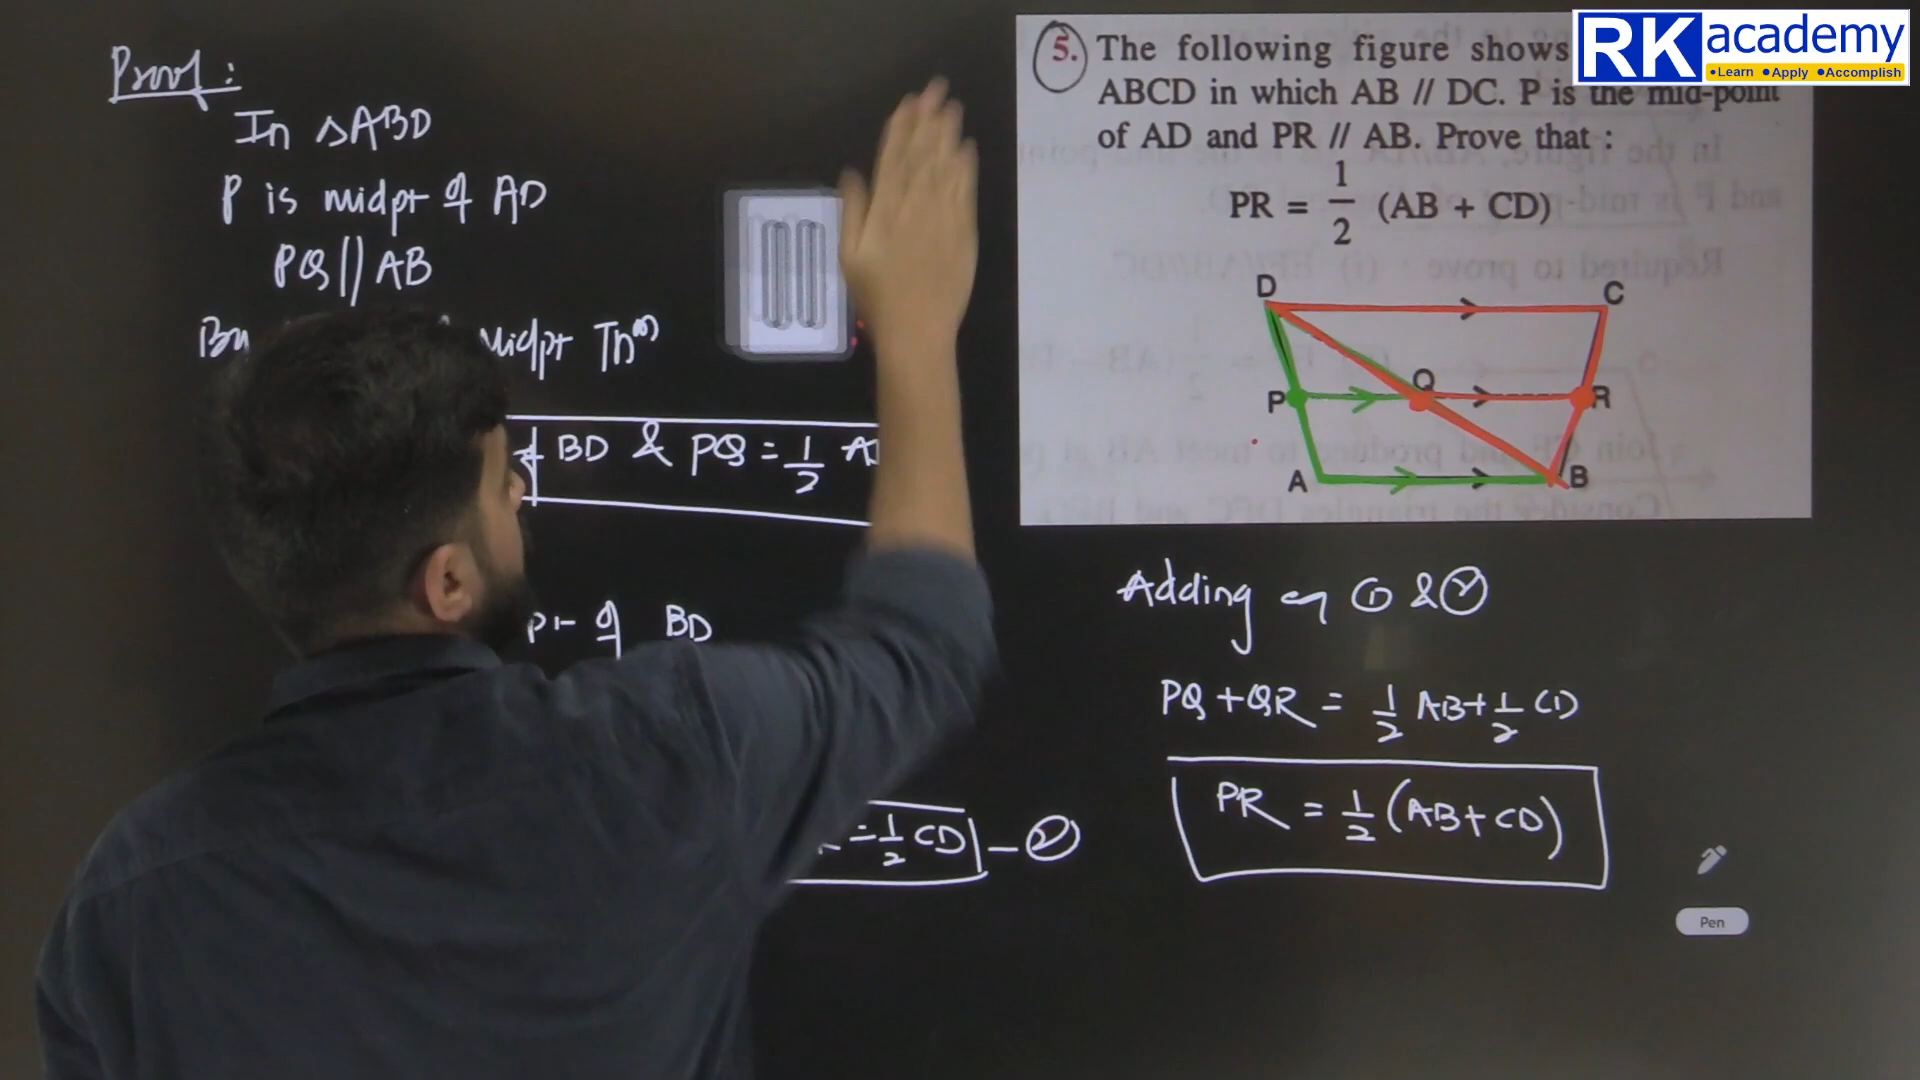 Proof :
In △ABD
P is midpt of AD
PQ || AB
By Midpt Th(m)
BD & PQ = 1/2
of BD
= 1/2 CD - ②
RK academy
•Learn •Apply •Accomplish
5. The following figure shows
ABCD in which AB // DC. P is the mid-point
of AD and PR // AB. Prove that :
PR = 1/2 (AB + CD)
D C
P Q R
A B
Adding eq ① & ②
PQ + QR = 1/2 AB + 1/2 CD
PR = 1/2 (AB + CD)
Pen